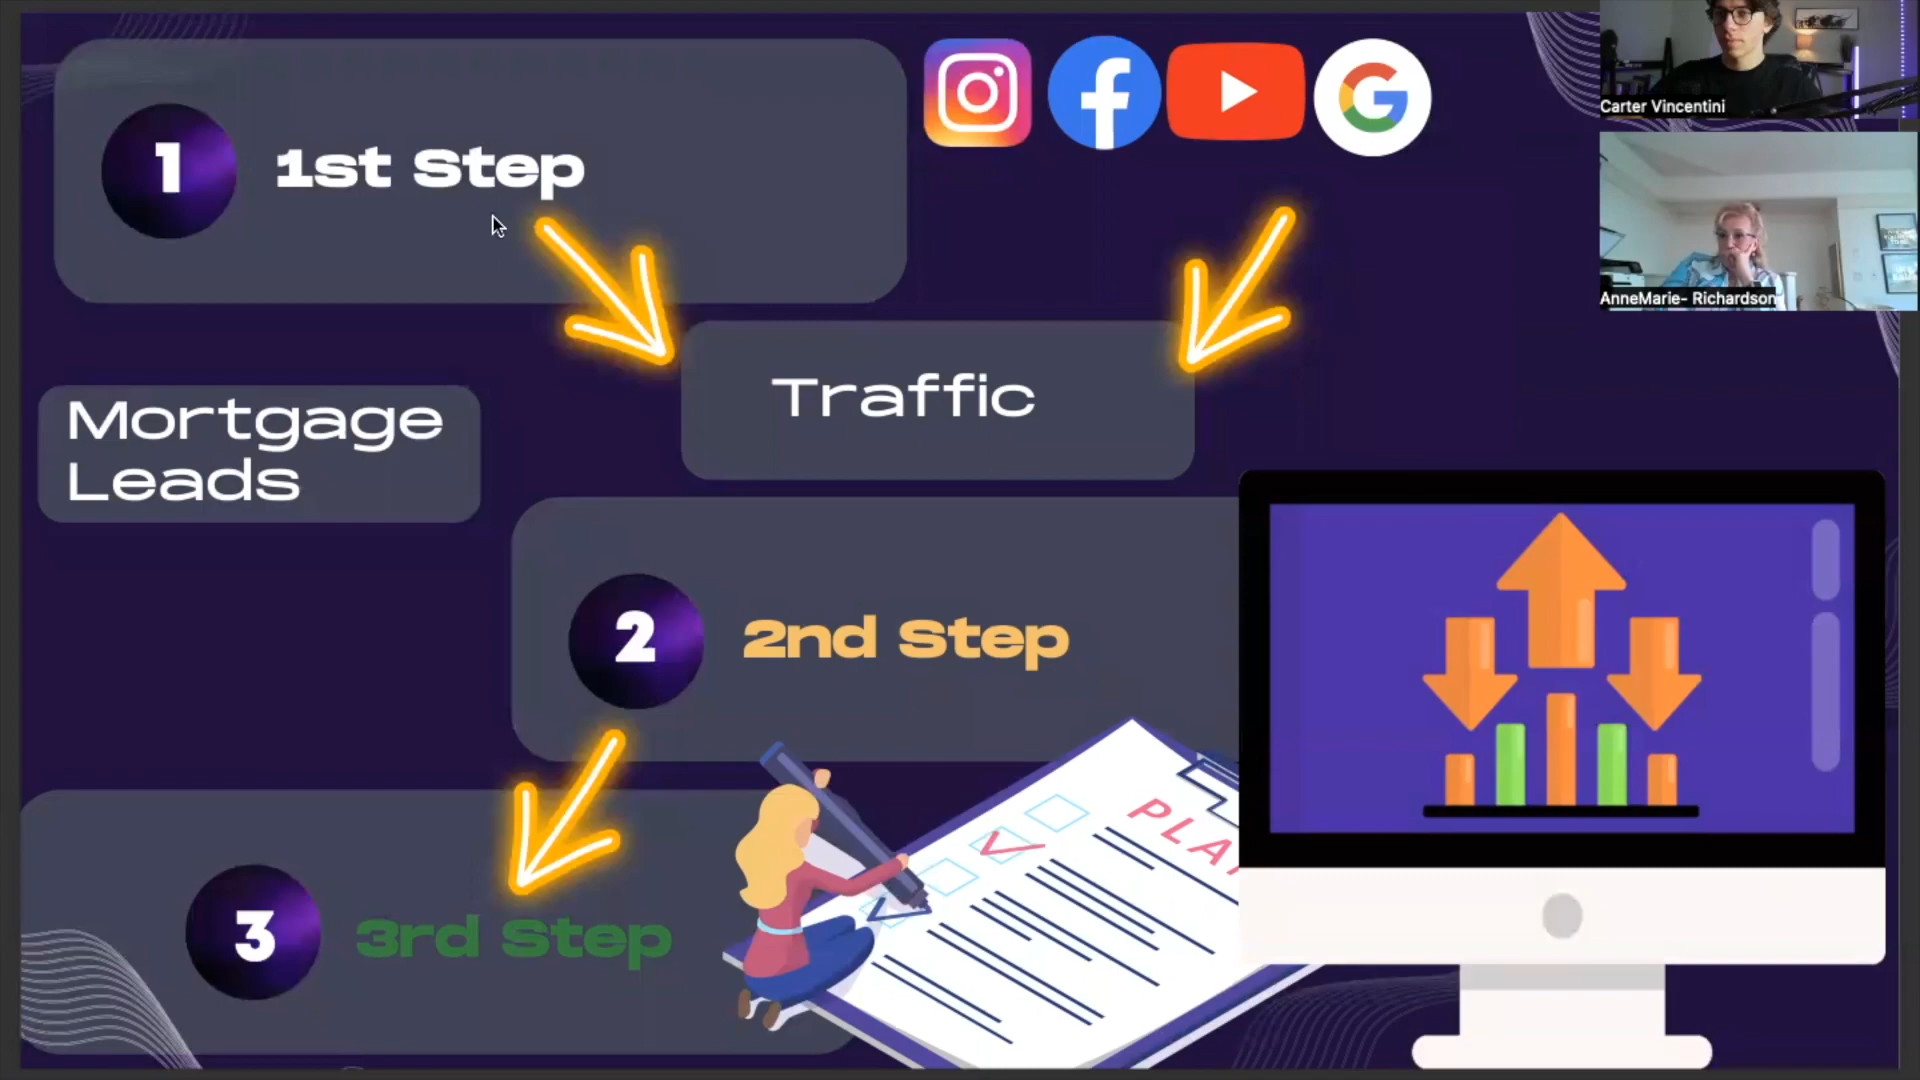 1
1st Step
Carter Vincentini
AnneMarie- Richardson
Traffic
Mortgage
Leads
2
2nd Step
3
3rd Step
PLA